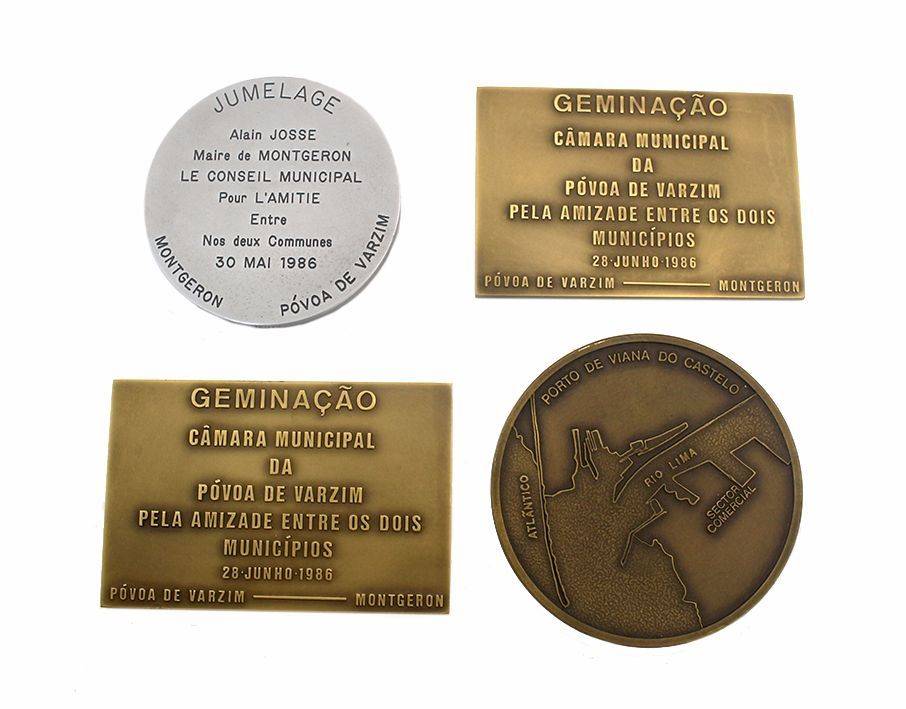 JUMELAGE
Alain JOSSE
Maire de MONTGERON
LE CONSEIL MUNICIPAL
Pour L'AMITIE
Entre
Nos deux Communes
30 MAI 1986
MONTGERON PÓVOA DE VARZIM
GEMINAÇÃO
CÂMARA MUNICIPAL
DA
PÓVOA DE VARZIM
PELA AMIZADE ENTRE OS DOIS
MUNICÍPIOS
28·JUNHO·1986
PÓVOA DE VARZIM MONTGERON
GEMINAÇÃO
CÂMARA MUNICIPAL
DA
PÓVOA DE VARZIM
PELA AMIZADE ENTRE OS DOIS
MUNICÍPIOS
28·JUNHO·1986
PÓVOA DE VARZIM MONTGERON
PORTO DE VIANA DO CASTELO
ATLÁNTICO
RIO LIMA
SECTOR
COMERCIAL